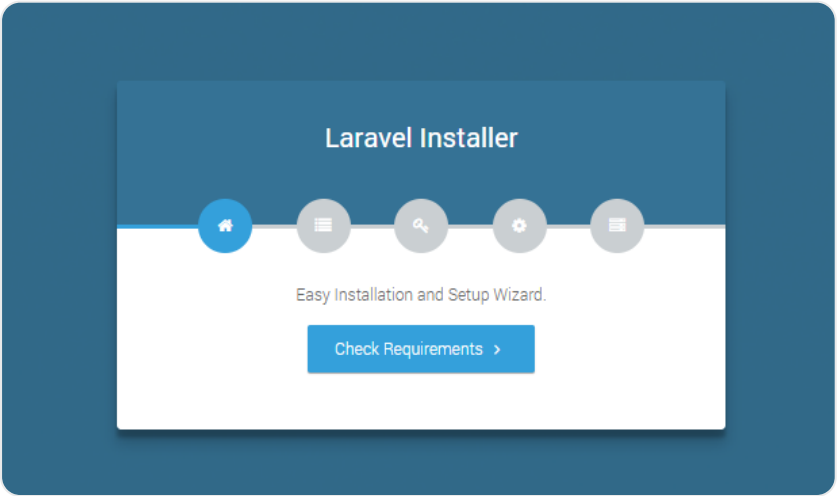 Laravel Installer
Easy Installation and Setup Wizard.
Check Requirements